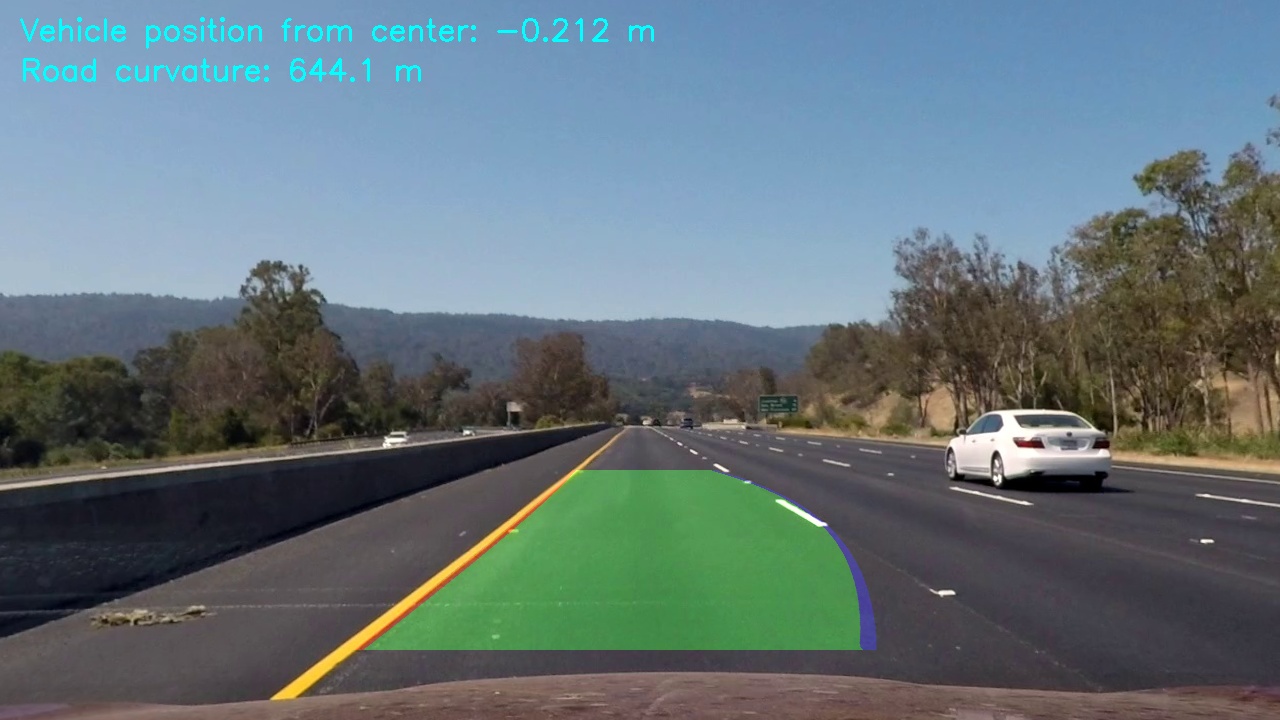 Vehicle position from center: -0.212 m
Road curvature: 644.1 m